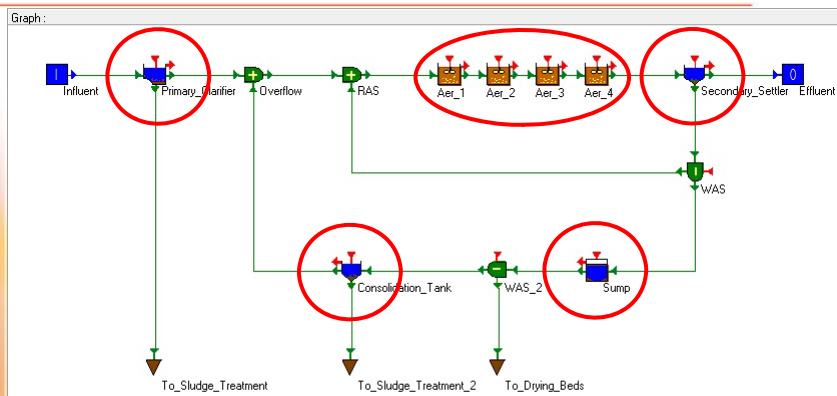 Graph :
Influent
Primary_Clarifier
Overflow
RAS
Aer_1
Aer_2
Aer_3
Aer_4
Secondary_Settler
Effluent
WAS
Consolidation_Tank
WAS_2
Sump
To_Sludge_Treatment
To_Sludge_Treatment_2
To_Drying_Beds